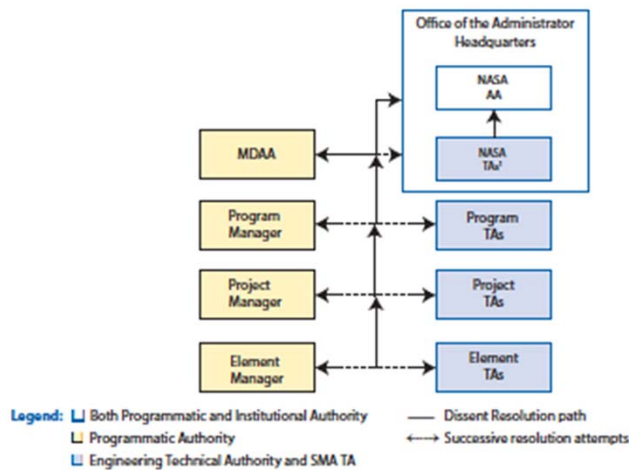 Office of the Administrator
Headquarters
NASA
AA
MDAA
NASA
TAs¹
Program
Manager
Program
TAs
Project
Manager
Project
TAs
Element
Manager
Element
TAs
Legend: Both Programmatic and Institutional Authority
Dissent Resolution path
Programmatic Authority
Successive resolution attempts
Engineering Technical Authority and SMA TA